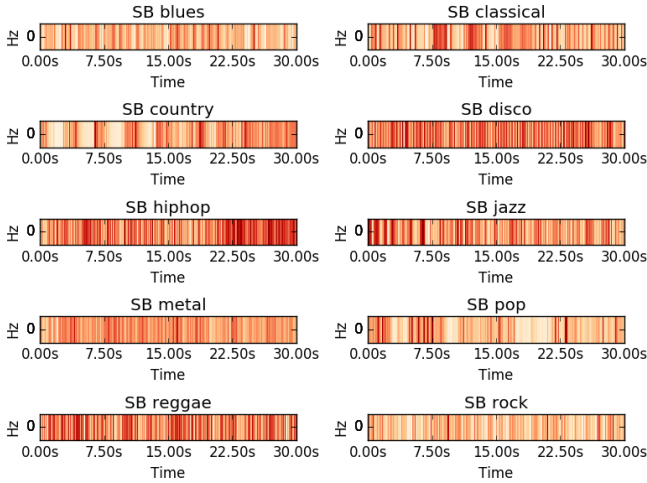 SB blues
Hz 0
0.00s 7.50s 15.00s 22.50s 30.00s
Time
SB classical
Hz 0
0.00s 7.50s 15.00s 22.50s 30.00s
Time
SB country
Hz 0
0.00s 7.50s 15.00s 22.50s 30.00s
Time
SB disco
Hz 0
0.00s 7.50s 15.00s 22.50s 30.00s
Time
SB hiphop
Hz 0
0.00s 7.50s 15.00s 22.50s 30.00s
Time
SB jazz
Hz 0
0.00s 7.50s 15.00s 22.50s 30.00s
Time
SB metal
Hz 0
0.00s 7.50s 15.00s 22.50s 30.00s
Time
SB pop
Hz 0
0.00s 7.50s 15.00s 22.50s 30.00s
Time
SB reggae
Hz 0
0.00s 7.50s 15.00s 22.50s 30.00s
Time
SB rock
Hz 0
0.00s 7.50s 15.00s 22.50s 30.00s
Time